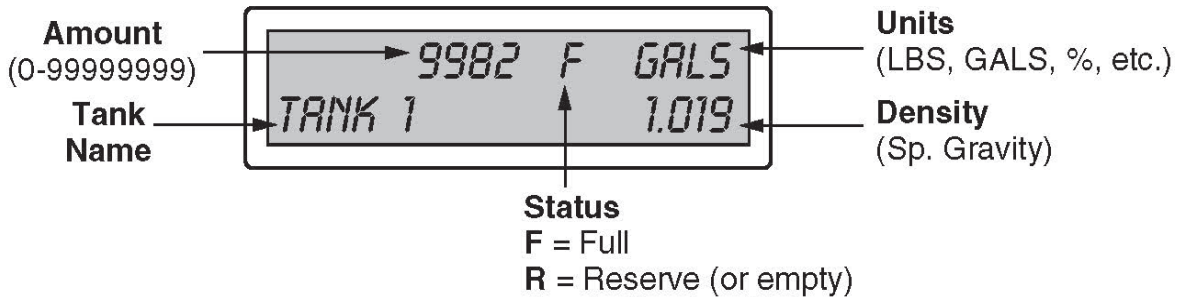 Amount
(0-99999999)
Tank
Name
9982 F GALS
TANK 1 1.019
Units
(LBS, GALS, %, etc.)
Density
(Sp. Gravity)
Status
F = Full
R = Reserve (or empty)